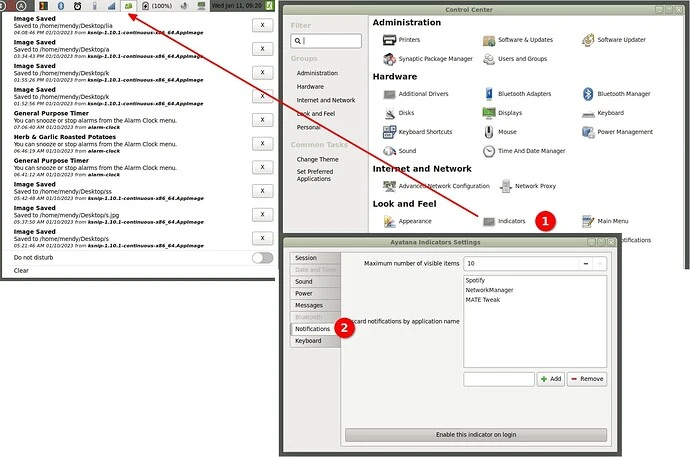 A
(100%)
Wed Jan 11, 09:20
Image Saved
Saved to /home/mendy/Desktop/lia
04:08:46 PM 01/10/2023 from ksnip-1.10.1-continuous-x86_64.AppImage
X
Image Saved
Saved to /home/mendy/Desktop/a
03:34:43 PM 01/10/2023 from ksnip-1.10.1-continuous-x86_64.AppImage
X
Image Saved
Saved to /home/mendy/Desktop/k
01:55:26 PM 01/10/2023 from ksnip-1.10.1-continuous-x86_64.AppImage
X
Image Saved
Saved to /home/mendy/Desktop/k
01:52:56 PM 01/10/2023 from ksnip-1.10.1-continuous-x86_64.AppImage
X
General Purpose Timer
You can snooze or stop alarms from the Alarm Clock menu.
07:06:40 AM 01/10/2023 from alarm-clock
X
Herb & Garlic Roasted Potatoes
You can snooze or stop alarms from the Alarm Clock menu.
06:46:19 AM 01/10/2023 from alarm-clock
X
General Purpose Timer
You can snooze or stop alarms from the Alarm Clock menu.
06:41:12 AM 01/10/2023 from alarm-clock
X
Image Saved
Saved to /home/mendy/Desktop/ss
05:42:48 AM 01/10/2023 from ksnip-1.10.1-continuous-x86_64.AppImage
X
Image Saved
Saved to /home/mendy/Desktop/s.jpg
05:37:50 AM 01/10/2023 from ksnip-1.10.1-continuous-x86_64.AppImage
X
Image Saved
Saved to /home/mendy/Desktop/s
05:21:46 AM 01/10/2023 from ksnip-1.10.1-continuous-x86_64.AppImage
X
Do not disturb
Clear
Control Center
Filter
Groups
Administration
Hardware
Internet and Network
Look and Feel
Personal
Common Tasks
Change Theme
Set Preferred
Applications
Administration
Printers
Software & Updates
Software Updater
Synaptic Package Manager
Users and Groups
Hardware
Additional Drivers
Bluetooth Adapters
Bluetooth Manager
Disks
Displays
Keyboard
Keyboard Shortcuts
Mouse
Power Management
Sound
Time And Date Manager
Internet and Network
Advanced Network Configuration
Network Proxy
Look and Feel
Appearance
Indicators
1
Main Menu
Notifications
Ayatana Indicators Settings
Session
Date and Time
Sound
Power
Messages
Bluetooth
Notifications
2
Keyboard
Maximum number of visible items
10
Spotify
NetworkManager
MATE Tweak
scard notifications by application name
Add
Remove
Enable this indicator on login